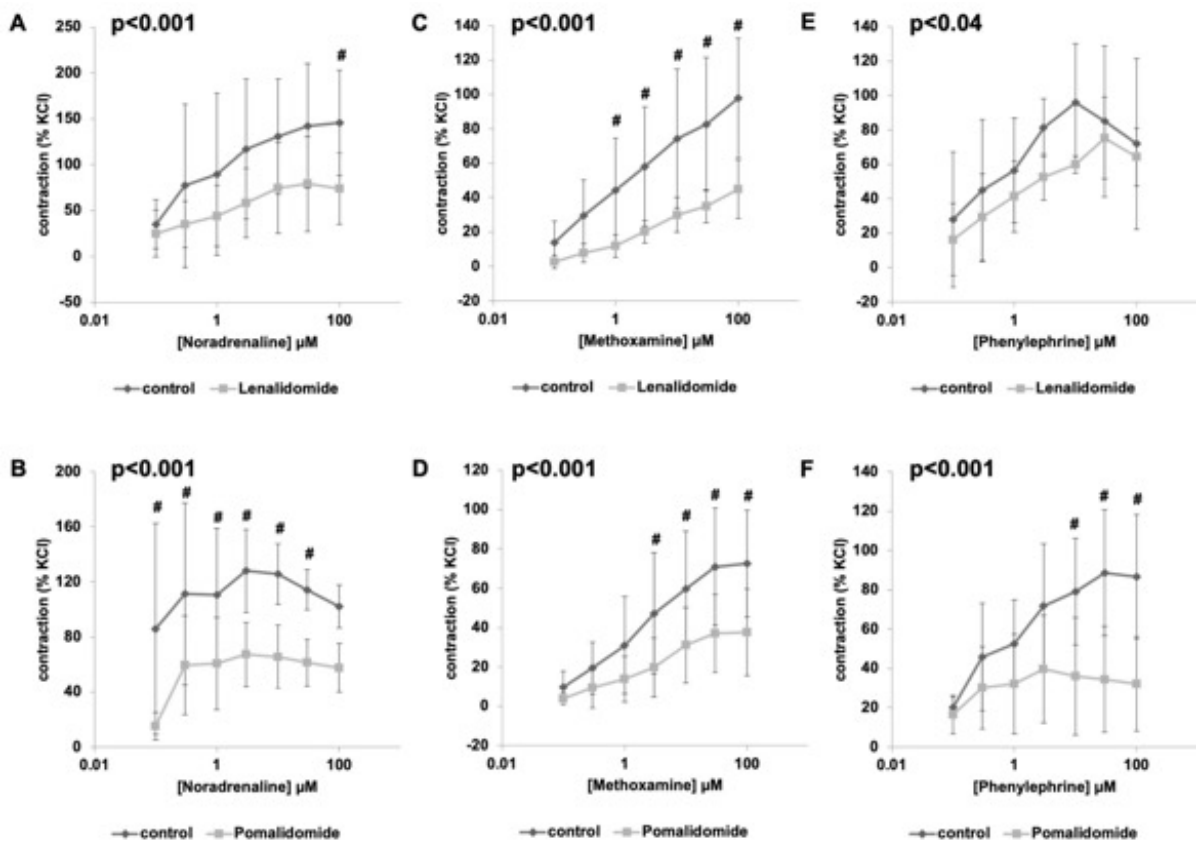 A p<0.001
250
200
150
100
50
0
-50
contraction (% KCl)
#
0.01 1 100
[Noradrenaline] µM
control Lenalidomide
C p<0.001
140
120
100
80
60
40
20
0
-20
contraction (% KCl)
# # # # #
0.01 1 100
[Methoxamine] µM
control Lenalidomide
E p<0.04
140
120
100
80
60
40
20
0
-20
contraction (% KCl)
0.01 1 100
[Phenylephrine] µM
control Lenalidomide
B p<0.001
200
160
120
80
40
0
contraction (% KCl)
# # # # # #
0.01 1 100
[Noradrenaline] µM
control Pomalidomide
D p<0.001
120
100
80
60
40
20
0
-20
contraction (% KCl)
# # # #
0.01 1 100
[Methoxamine] µM
control Pomalidomide
F p<0.001
140
120
100
80
60
40
20
0
contraction (% KCl)
# # #
0.01 1 100
[Phenylephrine] µM
control Pomalidomide